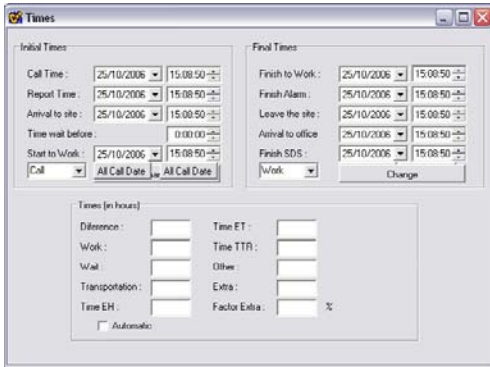 Times
Initial Times
Call Time : 25/10/2006 15:08:50
Report Time : 25/10/2006 15:08:50
Arrival to site : 25/10/2006 15:08:50
Time wait before : 0:00:00
Start to Work : 25/10/2006 15:08:50
Call All Call Date All Call Date
Final Times
Finish to Work : 25/10/2006 15:08:50
Finish Alarm : 25/10/2006 15:08:50
Leave the site : 25/10/2006 15:08:50
Arrival to office 25/10/2006 15:08:50
Finish SDS : 25/10/2006 15:08:50
Work Change
Times (in hours)
Diference :
Work :
Wait :
Transportation :
Time EH :
Automatic
Time ET :
Time TTR :
Other :
Extra :
Factor Extra : %